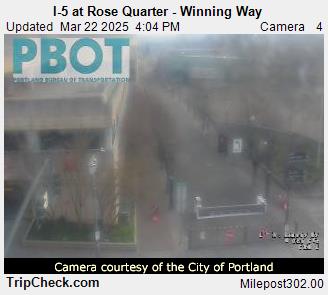 I-5 at Rose Quarter - Winning Way
Updated  Mar 22 2025  4:04 PM
Camera  4
PBOT
PORTLAND BUREAU OF TRANSPORTATION
Camera courtesy of the City of Portland
TripCheck.com
Milepost302.00